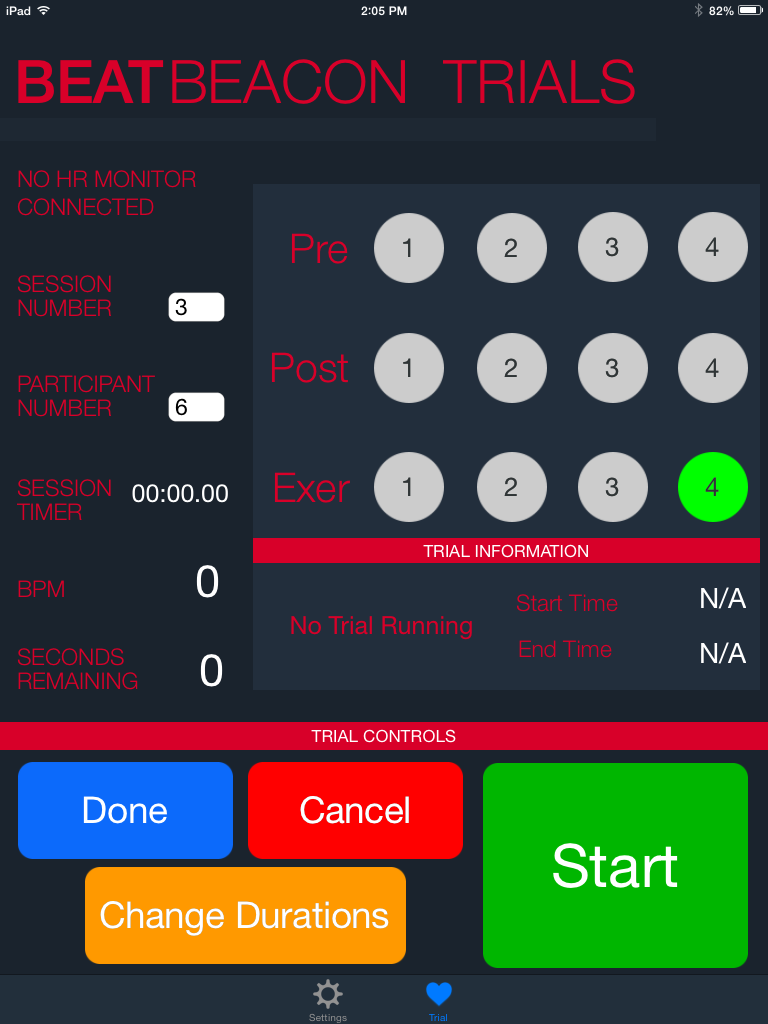 iPad 2:05 PM 82%
BEATBEACON TRIALS
NO HR MONITOR
CONNECTED
SESSION
NUMBER 3
PARTICIPANT
NUMBER 6
SESSION
TIMER 00:00.00
BPM 0
SECONDS
REMAINING 0
Pre 1 2 3 4
Post 1 2 3 4
Exer 1 2 3 4
TRIAL INFORMATION
No Trial Running
Start Time N/A
End Time N/A
TRIAL CONTROLS
Done Cancel
Start
Change Durations
Settings Trial